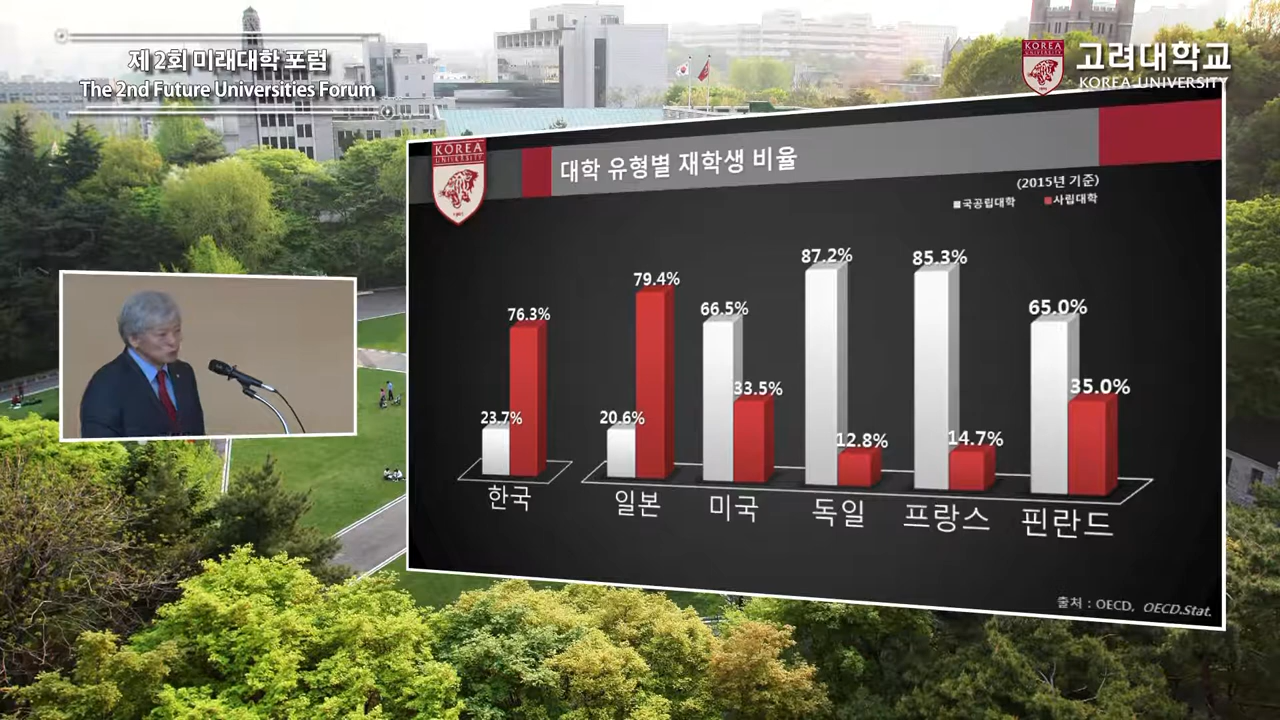 제 2회 미래대학 포럼
The 2nd Future Universities Forum
KOREA
UNIVERSITY
고려대학교
KOREA UNIVERSITY
KOREA
UNIVERSITY
대학 유형별 재학생 비율
(2015년 기준)
국공립대학 사립대학
23.7% 76.3% 20.6% 79.4% 66.5% 33.5% 87.2% 12.8% 85.3% 14.7% 65.0% 35.0%
한국 일본 미국 독일 프랑스 핀란드
출처 : OECD, OECD.Stat.